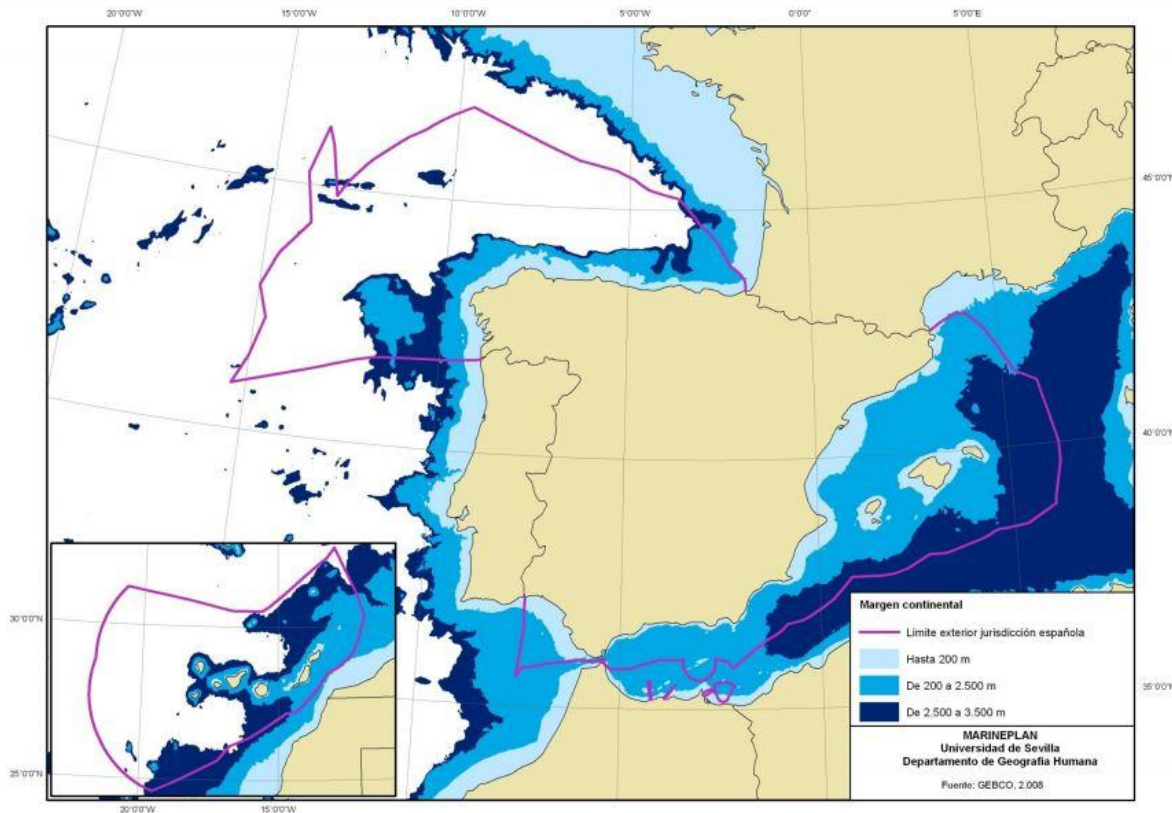 20°0'0"W 15°0'0"W 10°0'0"W 5°0'0"W 0°0'0" 5°0'0"E
45°0'0"N
40°0'0"N
35°0'0"N
30°0'0"N
25°0'0"N
20°0'0"W 15°0'0"W
Margen continental
Límite exterior jurisdicción española
Hasta 200 m
De 200 a 2.500 m
De 2.500 a 3.500 m
MARINEPLAN
Universidad de Sevilla
Departamento de Geografía Humana
Fuente: GEBCO, 2.008